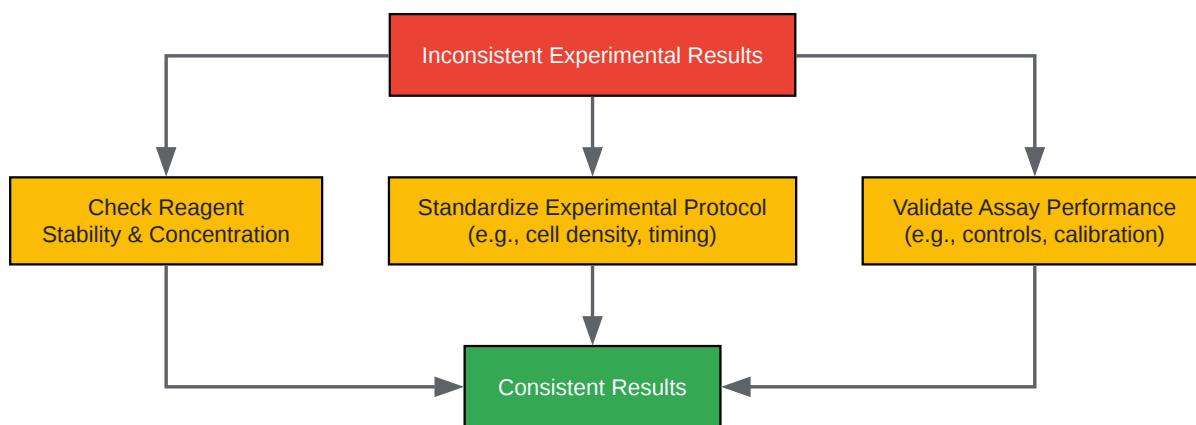 Inconsistent Experimental Results
Check Reagent
Stability & Concentration
Standardize Experimental Protocol
(e.g., cell density, timing)
Validate Assay Performance
(e.g., controls, calibration)
Consistent Results